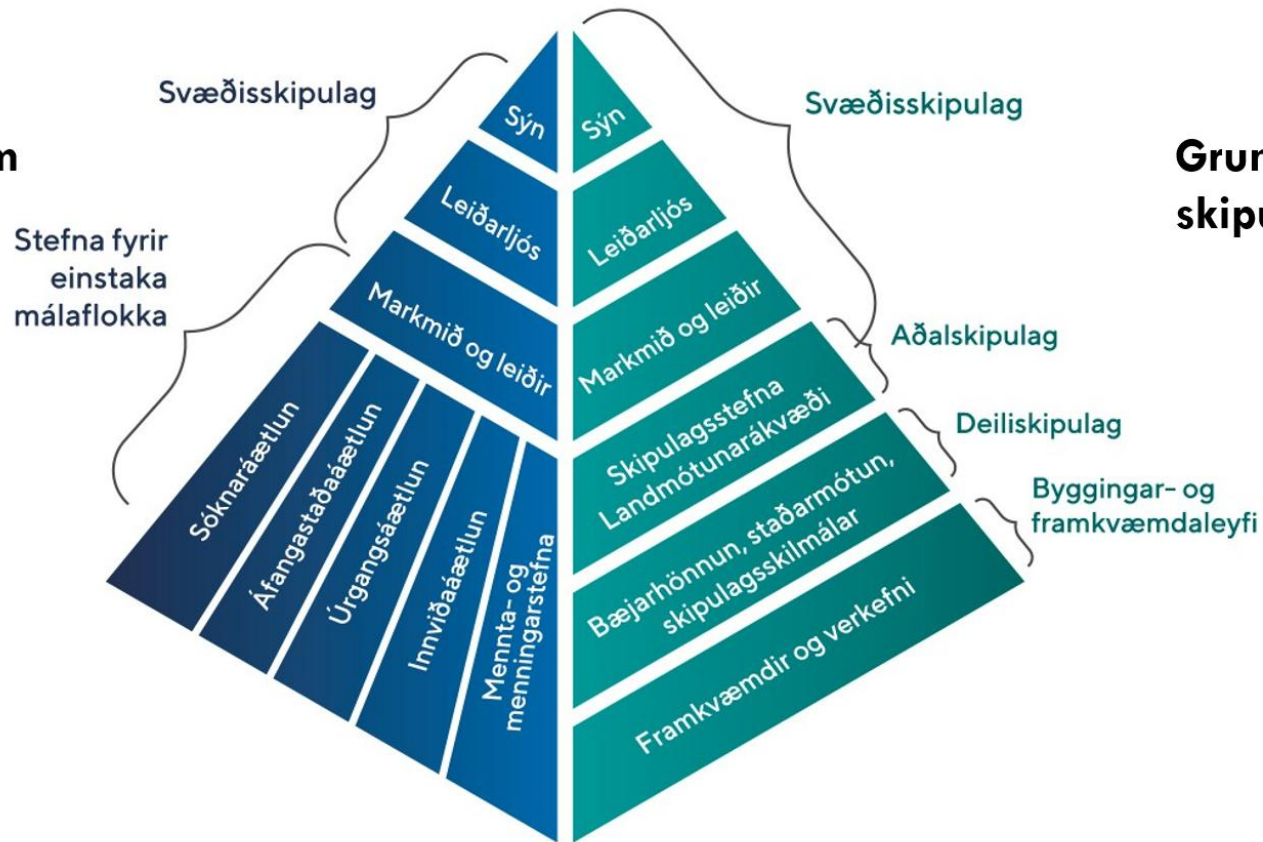 Svæðisskipulag
m
Stefna fyrir
einstaka
málaflokka
Sýn
Leiðarljós
Markmið og leiðir
Sóknaráætlun
Áfangastaðaáætlun
Úrgangsáætlun
Innviðaáætlun
Mennta- og
menningarstefna
Sýn
Leiðarljós
Markmið og leiðir
Skipulagsstefna
Landmótunarákvæði
Bæjarhönnun, staðarmótun,
skipulagsskilmálar
Framkvæmdir og verkefni
Svæðisskipulag
Aðalskipulag
Deiliskipulag
Byggingar- og
framkvæmdaleyfi
Grun
skipu